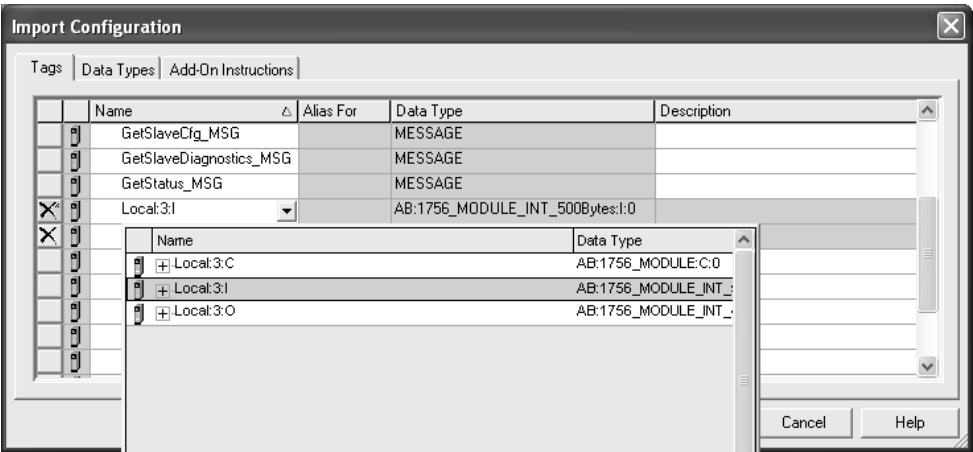 Import Configuration
Tags Data Types Add-On Instructions
Name Alias For Data Type Description
GetSlaveCfg_MSG MESSAGE
GetSlaveDiagnostics_MSG MESSAGE
GetStatus_MSG MESSAGE
Local:3:I AB:1756_MODULE_INT_500Bytes:I:0
Name Data Type
Local:3:C AB:1756_MODULE:C:0
Local:3:I AB:1756_MODULE_INT_
Local:3:O AB:1756_MODULE_INT_
Cancel Help